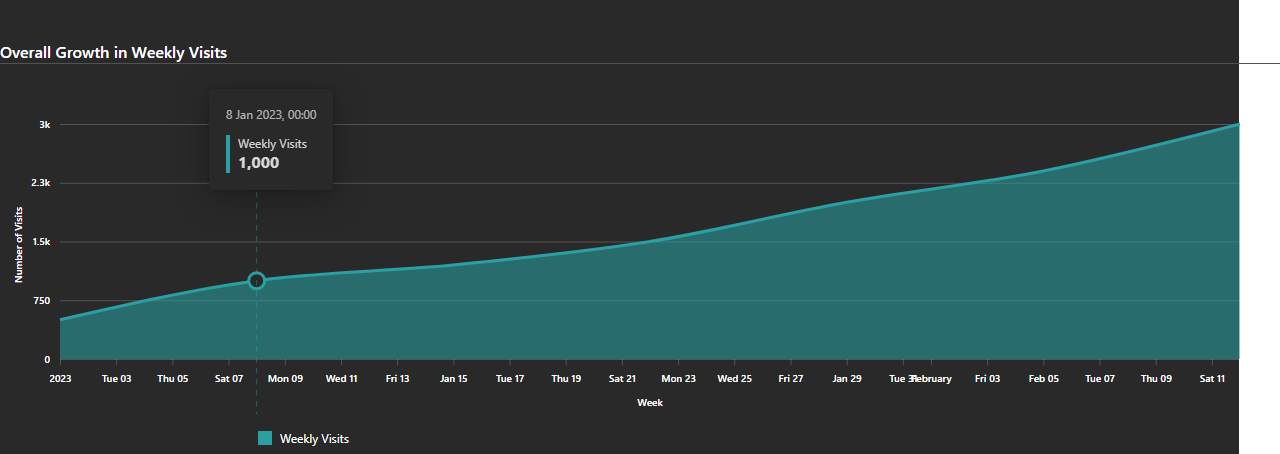 Overall Growth in Weekly Visits
8 Jan 2023, 00:00
Weekly Visits
1,000
3k
2.3k
1.5k
750
0
Number of Visits
2023 Tue 03 Thu 05 Sat 07 Mon 09 Wed 11 Fri 13 Jan 15 Tue 17 Thu 19 Sat 21 Mon 23 Wed 25 Fri 27 Jan 29 Tue 31 February Fri 03 Feb 05 Tue 07 Thu 09 Sat 11
Week
Weekly Visits